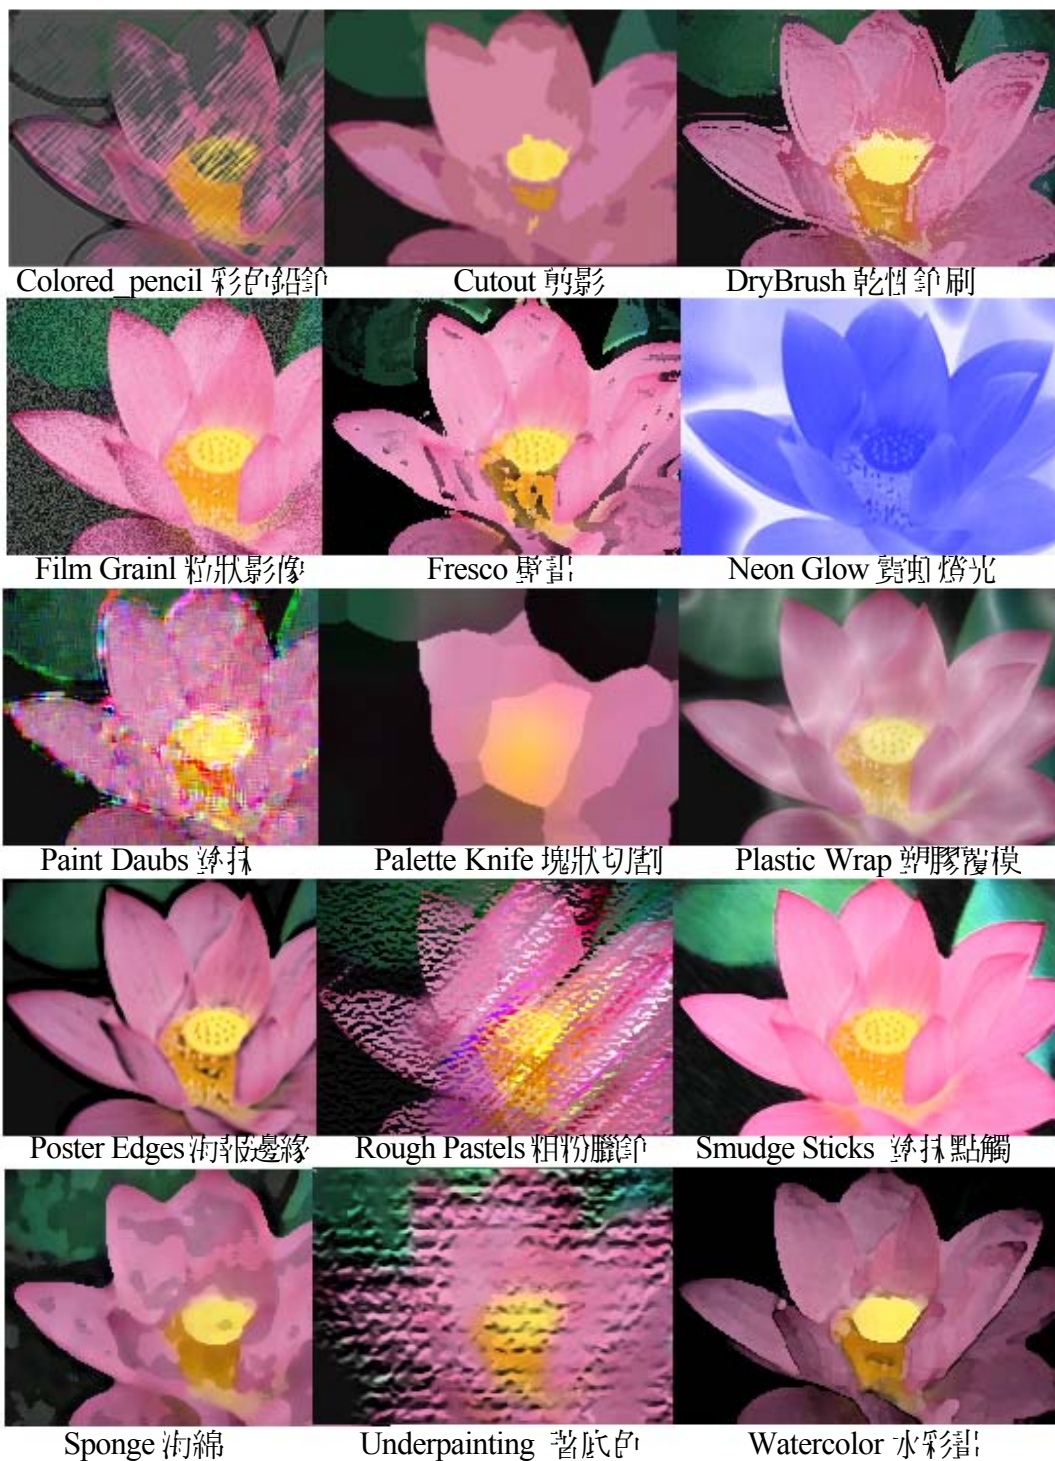 Colored_pencil 彩色鉛筆
Cutout 剪影
DryBrush 乾性筆刷
Film Grainl 粒狀影像
Fresco 壁畫
Neon Glow 霓虹燈光
Paint Daubs 塗抹
Palette Knife 塊狀切割
Plastic Wrap 塑膠覆模
Poster Edges 海報邊緣
Rough Pastels 粗粉臘筆
Smudge Sticks 塗抹點觸
Sponge 海綿
Underpainting 著底色
Watercolor 水彩畫